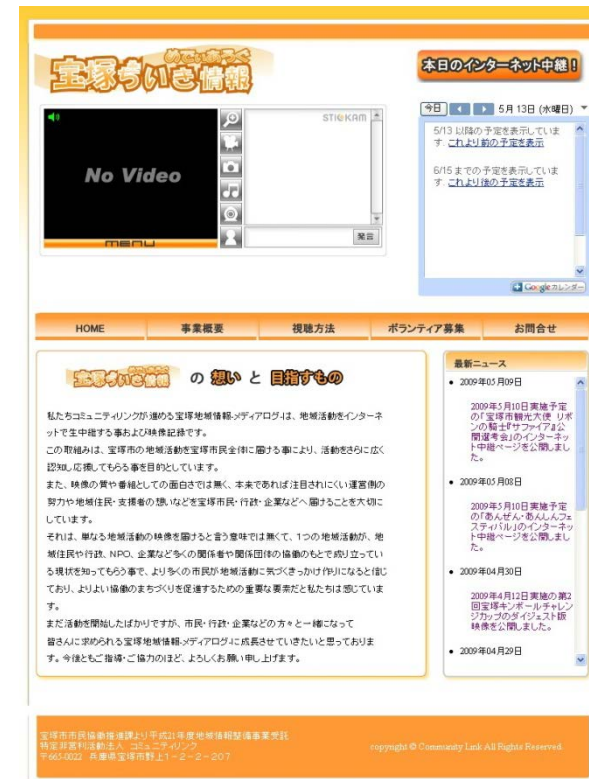 めでぃあろぐ
宝塚ちいき情報
本日のインターネット中継！
STICKAM
No Video
menu
発言
今日 5月 13日 (水曜日)
5/13 以降の予定を表示していま
す. これより前の予定を表示
6/15 までの予定を表示していま
す. これより後の予定を表示
Googleカレンダー
HOME 事業概要 視聴方法 ボランティア募集 お問合せ
宝塚ちいき情報 の 想い と 目指すもの
私たちコミュニティリンクが進める宝塚地域情報-メディアログ-は、地域活動をインターネ
ットで生中継する事および映像記録です。
この取組みは、宝塚市の地域活動を宝塚市民全体に届ける事により、活動をさらに広く
認知し応援してもらう事を目的としています。
また、映像の質や番組としての面白さでは無く、本来であれば注目されにくい運営側の
努力や地域住民・支援者の想いなどを宝塚市民・行政・企業などへ届けることを大切に
しています。
それは、単なる地域活動の映像を届けると言う意味では無くて、1つの地域活動が、地
域住民や行政、NPO、企業など多くの関係者や関係団体の協働のもとで成り立ってい
る現状を知ってもらう事で、より多くの市民が地域活動に気づくきっかけ作りになると信じ
ており、よりよい協働のまちづくりを促進するための重要な要素だと私たちは感じていま
す。
まだ活動を開始したばかりですが、市民・行政・企業などの方々と一緒になって
皆さんに求められる宝塚地域情報-メディアログ-に成長させていきたいと思っておりま
す。今後ともご指導・ご協力のほど、よろしくお願い申し上げます。
最新ニュース
2009年05月09日
2009年5月10日実施予定
の『宝塚市観光大使 リボ
ンの騎士『サファイア』公
開選考会』のインターネッ
ト中継ページを公開しまし
た。
2009年05月08日
2009年5月10日実施予定
の『あんぜん・あんしんフェ
スティバル』のインターネッ
ト中継ページを公開しまし
た。
2009年04月30日
2009年4月12日実施の第2
回宝塚キンボールチャレン
ジカップのダイジェスト版
映像を公開しました。
2009年04月29日
宝塚市市民協働推進課より平成21年度地域情報整備事業受託
特定非営利活動法人 コミュニティリンク
〒665-0022 兵庫県宝塚市野上1-2-2-207
copyright © Community Link All Rights Reserved.